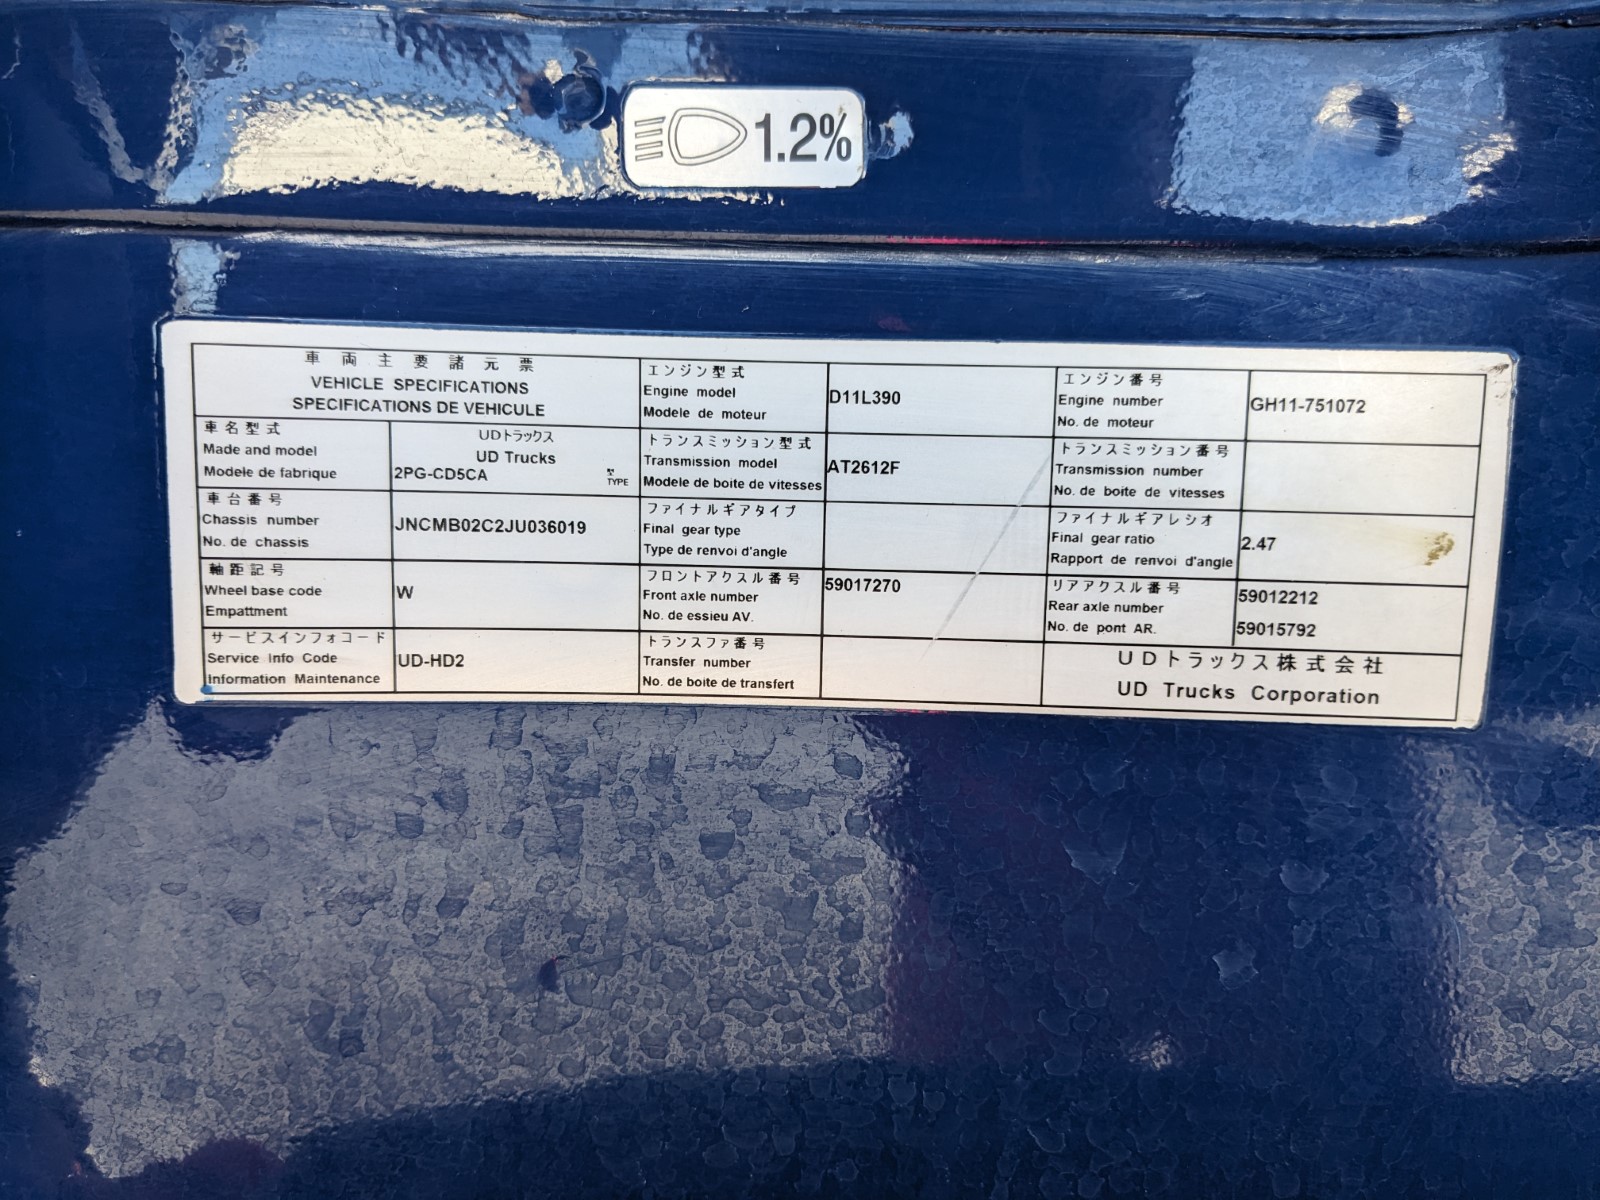 1.2%
車両主要諸元票
VEHICLE SPECIFICATIONS
SPECIFICATIONS DE VEHICULE
車名型式
Made and model
Modele de fabrique
UDトラックス
UD Trucks
2PG-CD5CA
TYPE
車台番号
Chassis number
No. de chassis
JNCMB02C2JU036019
軸距記号
Wheel base code
Empattment
W
サービスインフォコード
Service Info Code
Information Maintenance
UD-HD2
エンジン型式
Engine model
Modele de moteur
D11L390
トランスミッション型式
Transmission model
Modele de boite de vitesses
AT2612F
ファイナルギアタイプ
Final gear type
Type de renvoi d'angle
フロントアクスル番号
Front axle number
No. de essieu AV.
59017270
トランスファ番号
Transfer number
No. de boite de transfert
エンジン番号
Engine number
No. de moteur
GH11-751072
トランスミッション番号
Transmission number
No. de boite de vitesses
ファイナルギアレシオ
Final gear ratio
Rapport de renvoi d'angle
2.47
リアアクスル番号
Rear axle number
No. de pont AR.
59012212
59015792
UDトラックス株式会社
UD Trucks Corporation